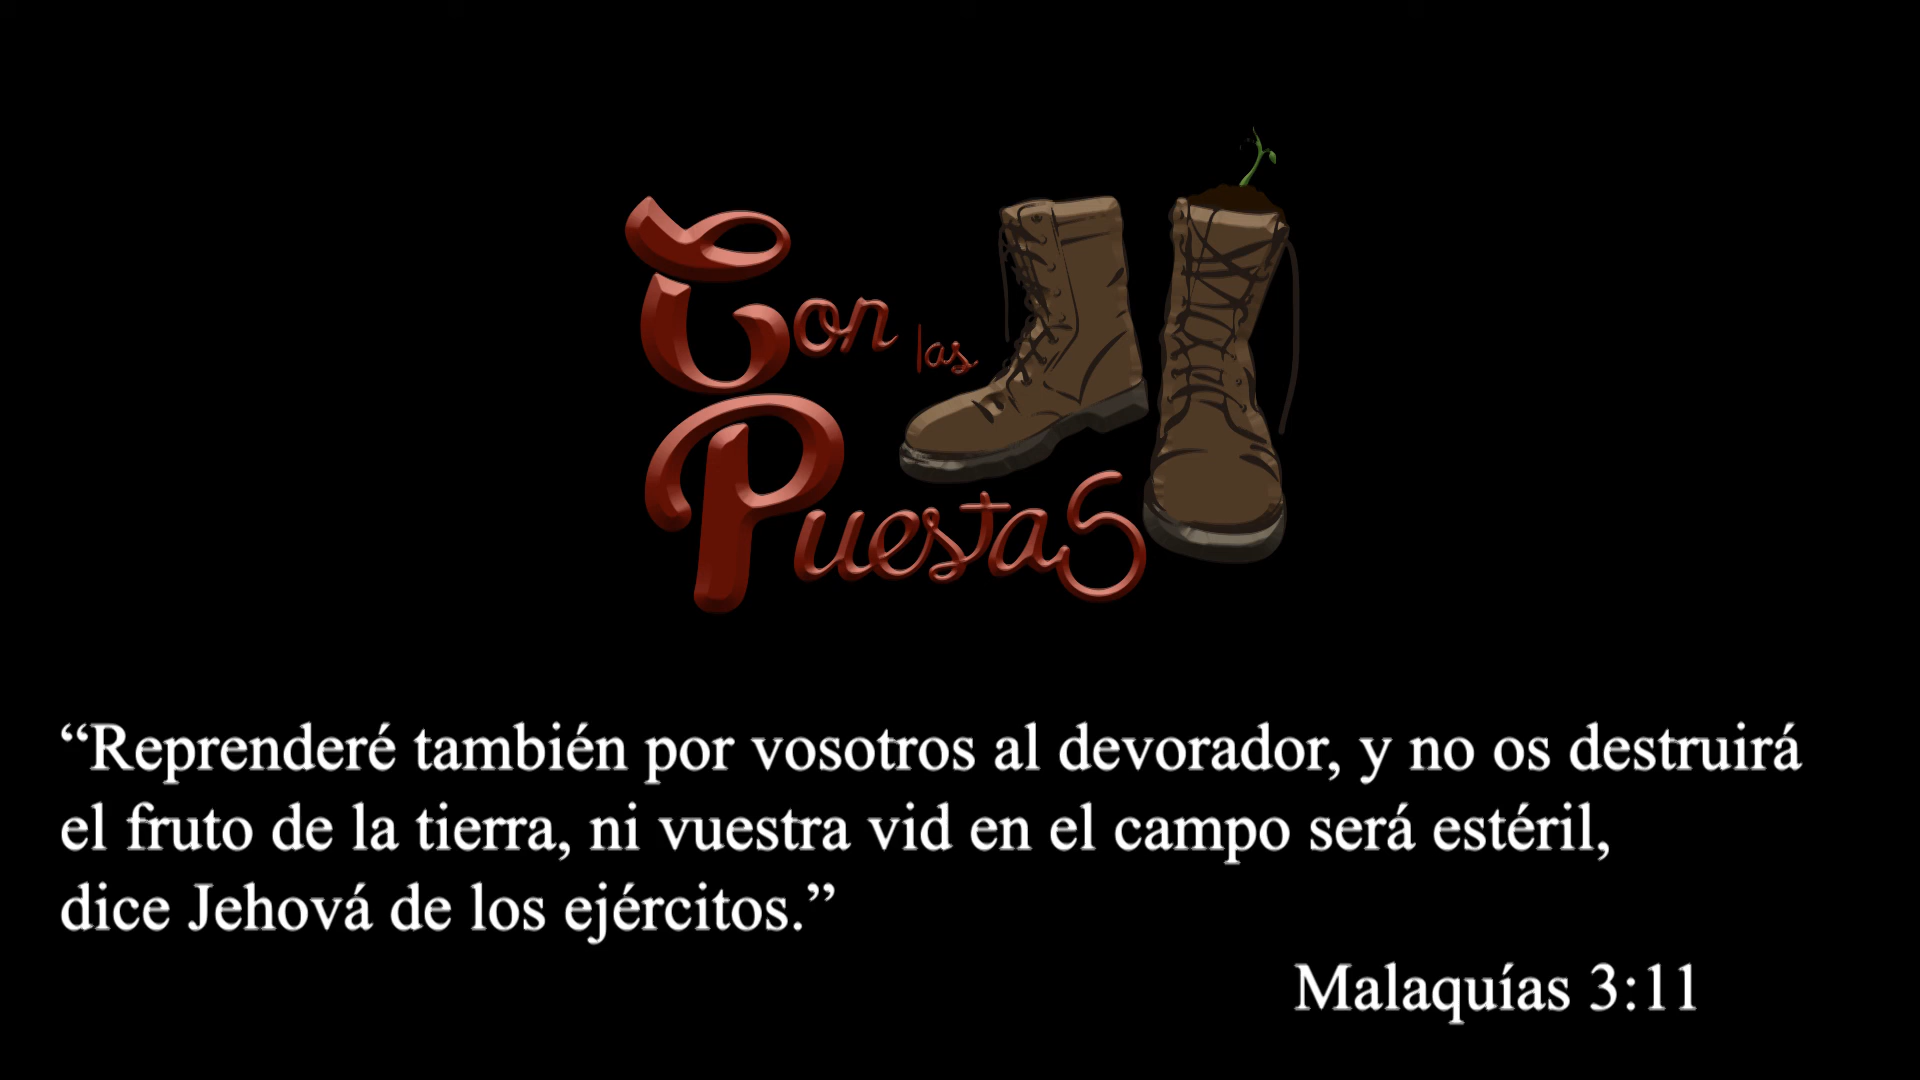 Con las
Puestas
“Reprenderé también por vosotros al devorador, y no os destruirá
el fruto de la tierra, ni vuestra vid en el campo será estéril,
dice Jehová de los ejércitos.”
Malaquías 3:11